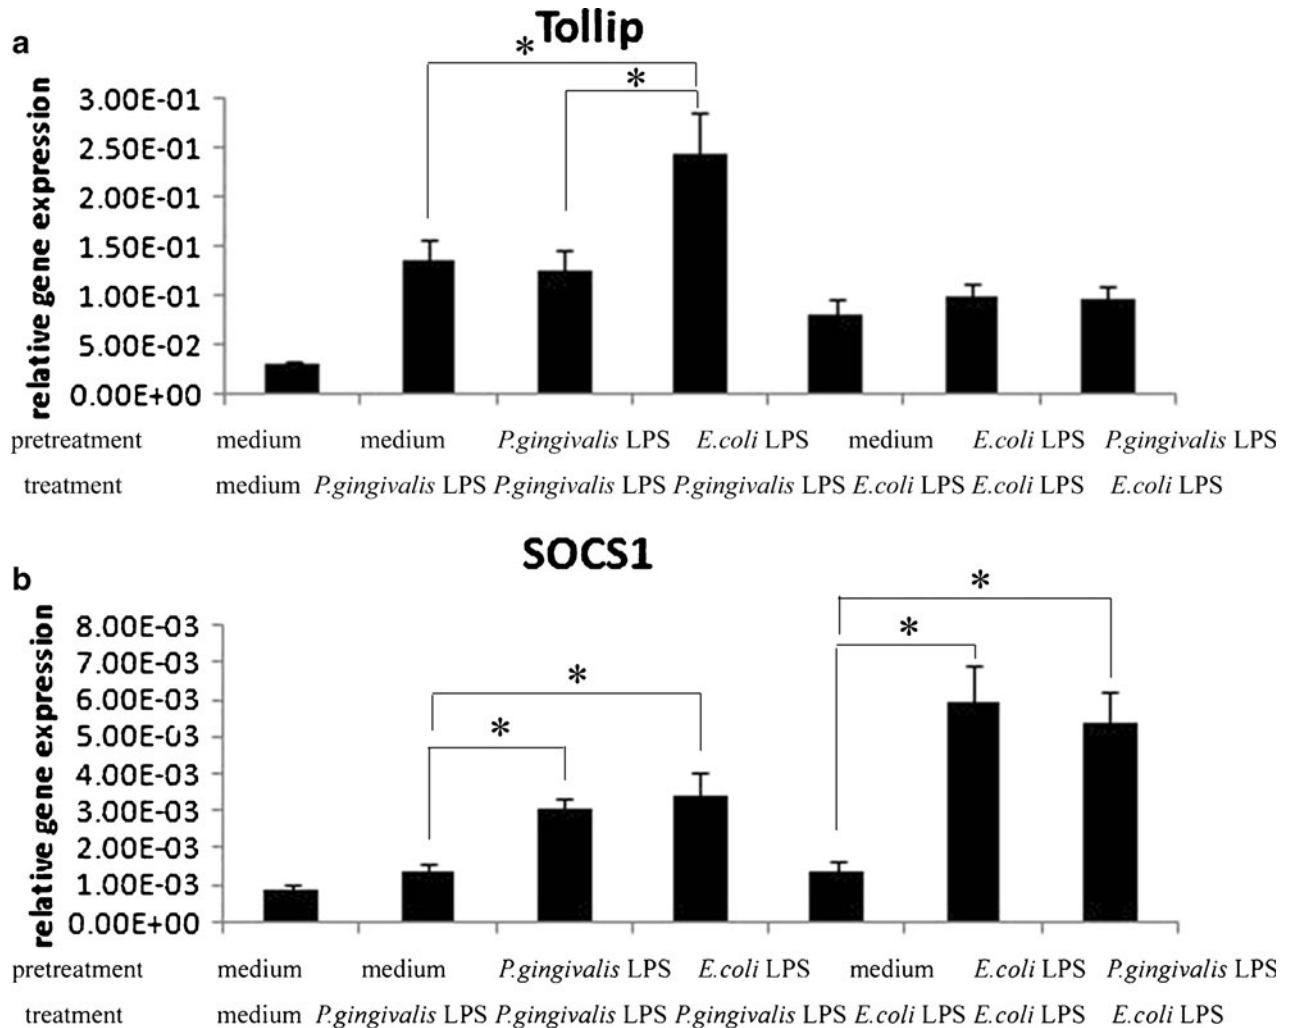 a
Tollip
*
*
relative gene expression
3.00E-01
2.50E-01
2.00E-01
1.50E-01
1.00E-01
5.00E-02
0.00E+00
pretreatment medium medium P.gingivalis LPS E.coli LPS medium E.coli LPS P.gingivalis LPS
treatment medium P.gingivalis LPS P.gingivalis LPS P.gingivalis LPS E.coli LPS E.coli LPS E.coli LPS
SOCS1
b
*
*
*
*
relative gene expression
8.00E-03
7.00E-03
6.00E-03
5.00E-03
4.00E-03
3.00E-03
2.00E-03
1.00E-03
0.00E+00
pretreatment medium medium P.gingivalis LPS E.coli LPS medium E.coli LPS P.gingivalis LPS
treatment medium P.gingivalis LPS P.gingivalis LPS P.gingivalis LPS E.coli LPS E.coli LPS E.coli LPS